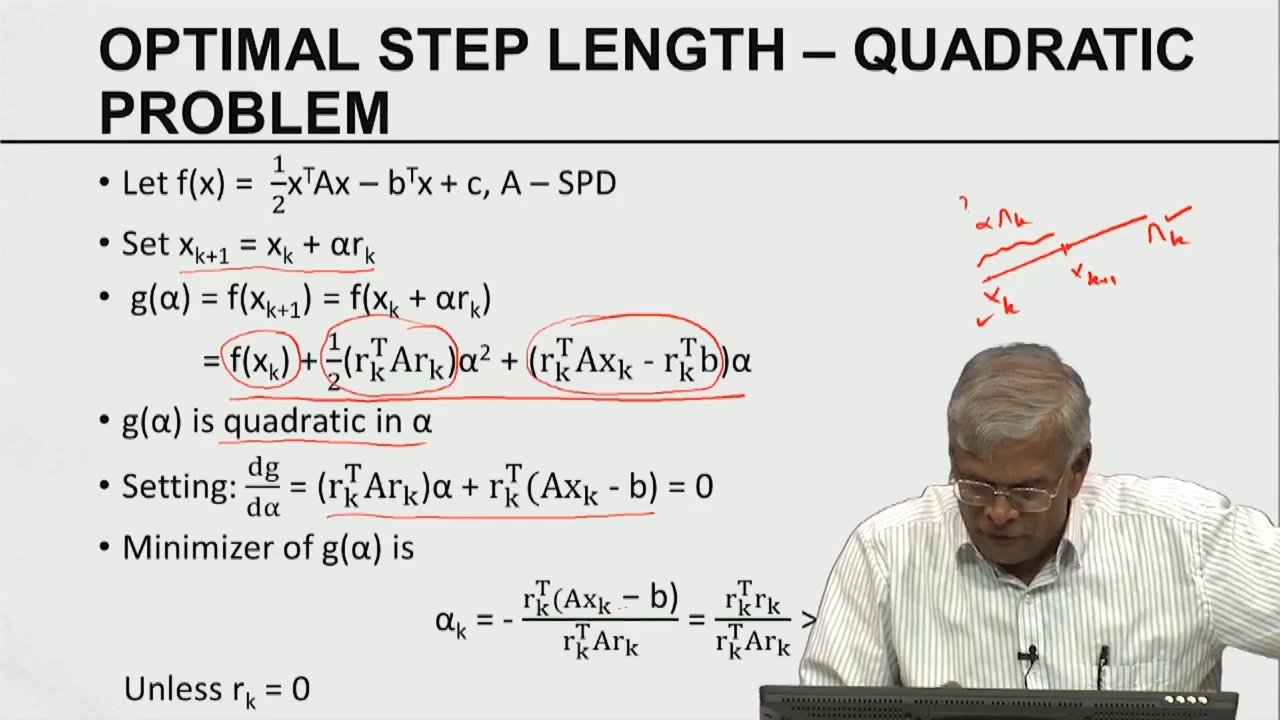 OPTIMAL STEP LENGTH – QUADRATIC
PROBLEM
• Let f(x) = 1/2 xᵀAx – bᵀx + c, A – SPD
• Set xₖ₊₁ = xₖ + αrₖ
• g(α) = f(xₖ₊₁) = f(xₖ + αrₖ)
= f(xₖ) + 1/2 (rₖᵀArₖ)α² + (rₖᵀAxₖ - rₖᵀb)α
• g(α) is quadratic in α
• Setting: dg/dα = (rₖᵀArₖ)α + rₖᵀ(Axₖ - b) = 0
• Minimizer of g(α) is
αₖ = - rₖᵀ(Axₖ – b)/rₖᵀArₖ = rₖᵀrₖ/rₖᵀArₖ >
Unless rₖ = 0
?
αrₖ
rₖ
xₖ₊₁
xₖ